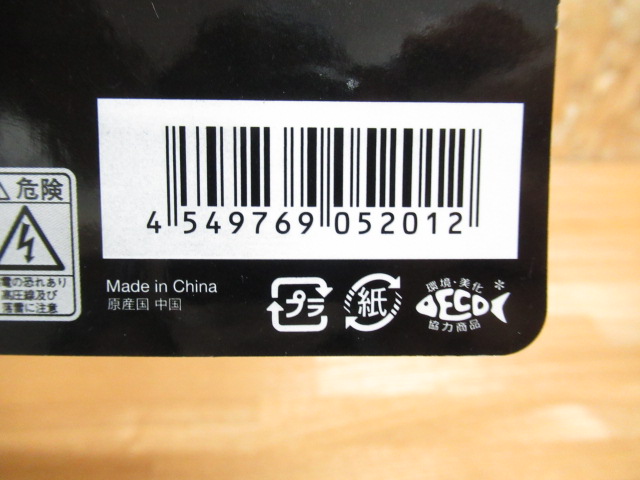 4 549769 052012
⚠危険
電の恐れあり
高圧線及び
落雷に注意
Made in China
原産国 中国
プラ
紙
環境・美化
DECO
協力商品